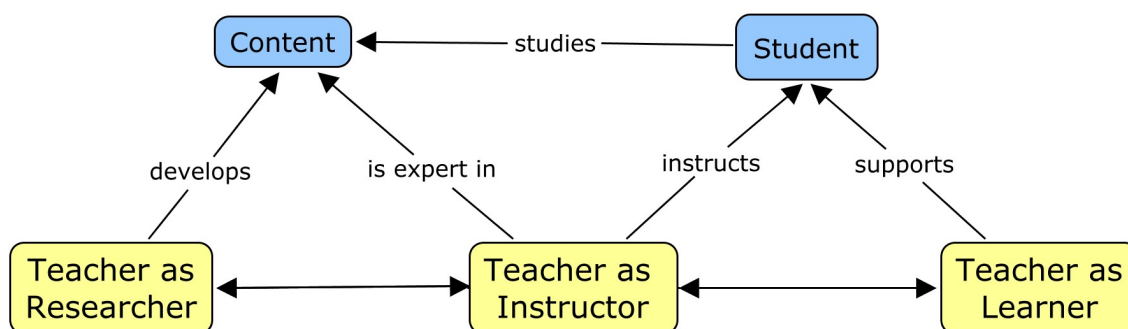 Content
studies
Student
develops
is expert in
instructs
supports
Teacher as
Researcher
Teacher as
Instructor
Teacher as
Learner